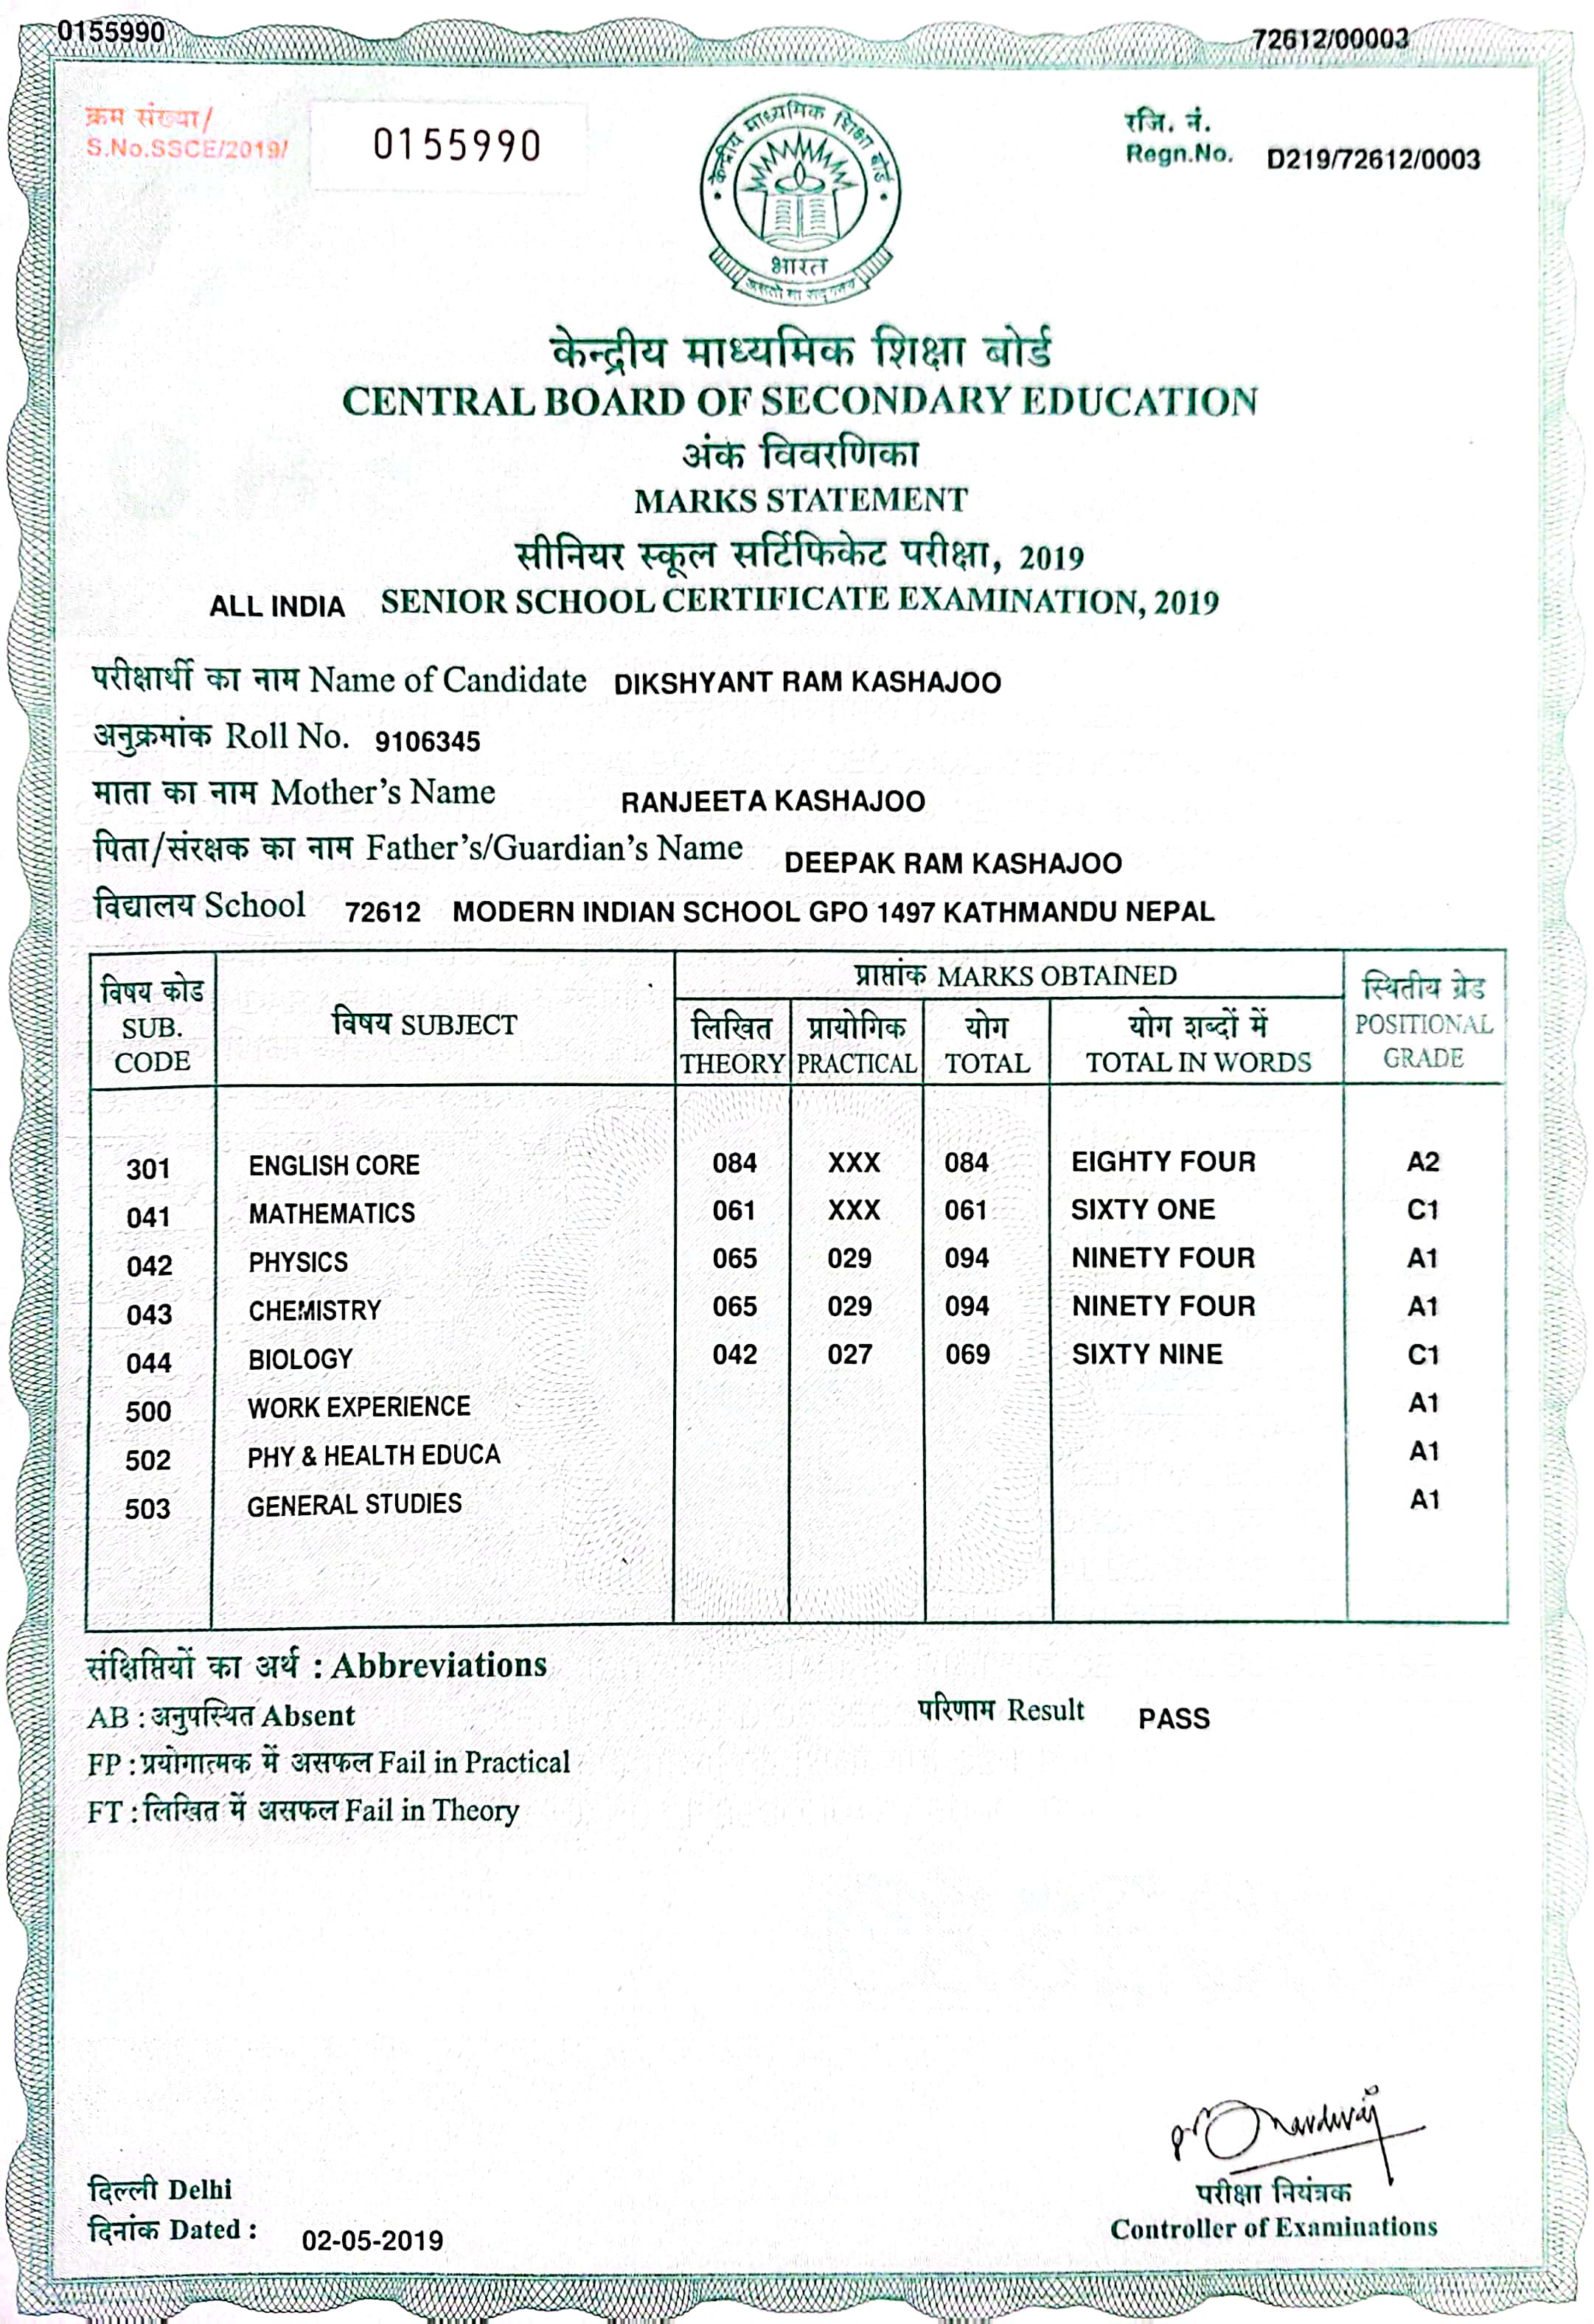 0155990
72612/00003
क्रम संख्या/
S.No.SSCE/2019/ 0155990
रजि. नं.
Regn.No. D219/72612/0003
केन्द्रीय माध्यमिक शिक्षा बोर्ड
भारत
असतो मा सद्गमय
केन्द्रीय माध्यमिक शिक्षा बोर्ड
CENTRAL BOARD OF SECONDARY EDUCATION
अंक विवरणिका
MARKS STATEMENT
सीनियर स्कूल सर्टिफिकेट परीक्षा, 2019
ALL INDIA SENIOR SCHOOL CERTIFICATE EXAMINATION, 2019
परीक्षार्थी का नाम Name of Candidate DIKSHYANT RAM KASHAJOO
अनुक्रमांक Roll No. 9106345
माता का नाम Mother's Name RANJEETA KASHAJOO
पिता/संरक्षक का नाम Father's/Guardian's Name DEEPAK RAM KASHAJOO
विद्यालय School 72612 MODERN INDIAN SCHOOL GPO 1497 KATHMANDU NEPAL
विषय कोड
SUB.
CODE
विषय SUBJECT
प्राप्तांक MARKS OBTAINED
लिखित
THEORY
प्रायोगिक
PRACTICAL
योग
TOTAL
योग शब्दों में
TOTAL IN WORDS
स्थितीय ग्रेड
POSITIONAL
GRADE
301 ENGLISH CORE 084 XXX 084 EIGHTY FOUR A2
041 MATHEMATICS 061 XXX 061 SIXTY ONE C1
042 PHYSICS 065 029 094 NINETY FOUR A1
043 CHEMISTRY 065 029 094 NINETY FOUR A1
044 BIOLOGY 042 027 069 SIXTY NINE C1
500 WORK EXPERIENCE A1
502 PHY & HEALTH EDUCA A1
503 GENERAL STUDIES A1
संक्षिप्तियों का अर्थ : Abbreviations
AB : अनुपस्थित Absent
परिणाम Result PASS
FP : प्रयोगात्मक में असफल Fail in Practical
FT : लिखित में असफल Fail in Theory
दिल्ली Delhi
दिनांक Dated : 02-05-2019
परीक्षा नियंत्रक
Controller of Examinations